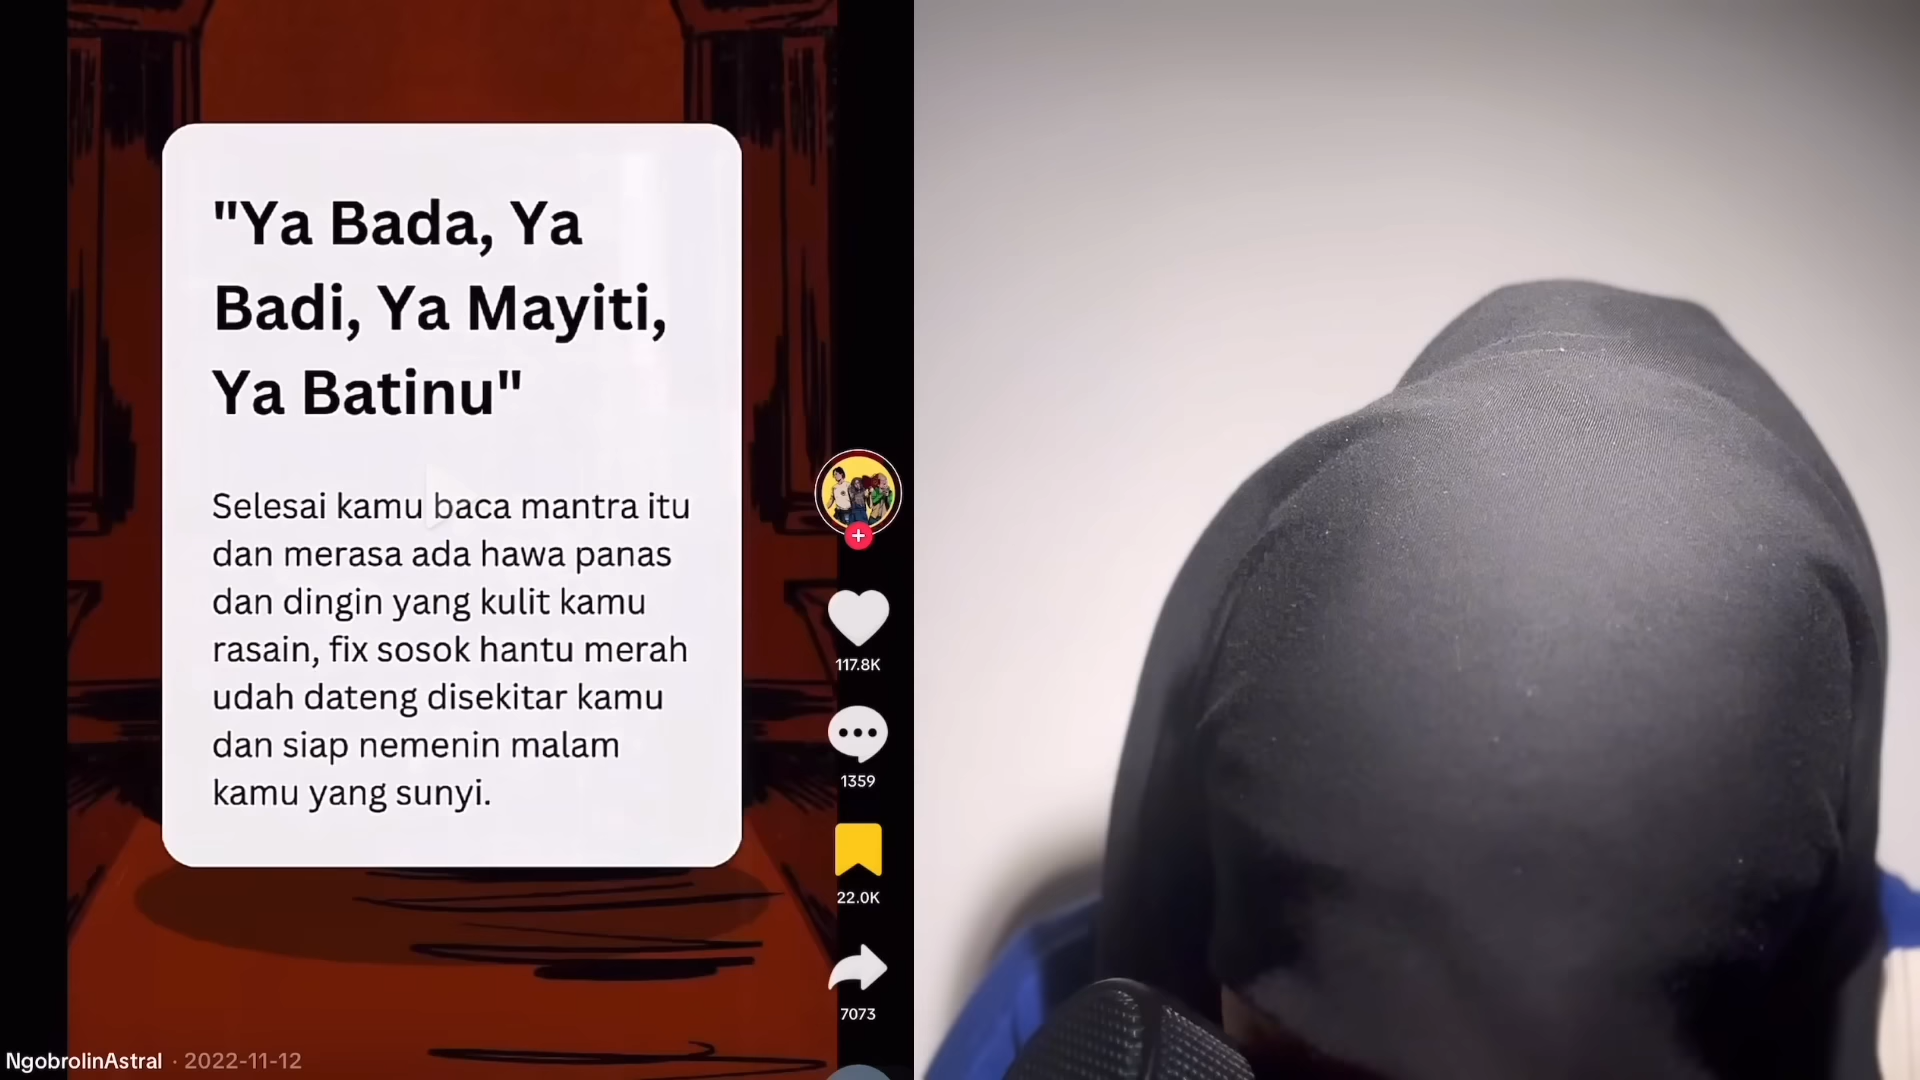 "Ya Bada, Ya
Badi, Ya Mayiti,
Ya Batinu"
Selesai kamu baca mantra itu
dan merasa ada hawa panas
dan dingin yang kulit kamu
rasain, fix sosok hantu merah
udah dateng disekitar kamu
dan siap nemenin malam
kamu yang sunyi.
117.8K
1359
22.0K
7073
NgobrolinAstral · 2022-11-12